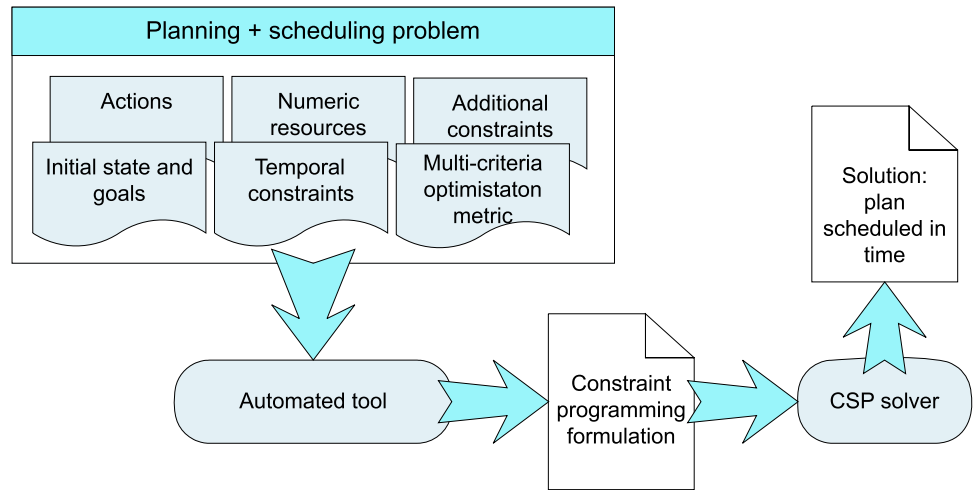 Planning + scheduling problem
Actions
Numeric
resources
Additional
constraints
Initial state and
goals
Temporal
constraints
Multi-criteria
optimistaton
metric
Solution:
plan
scheduled in
time
Automated tool
Constraint
programming
formulation
CSP solver